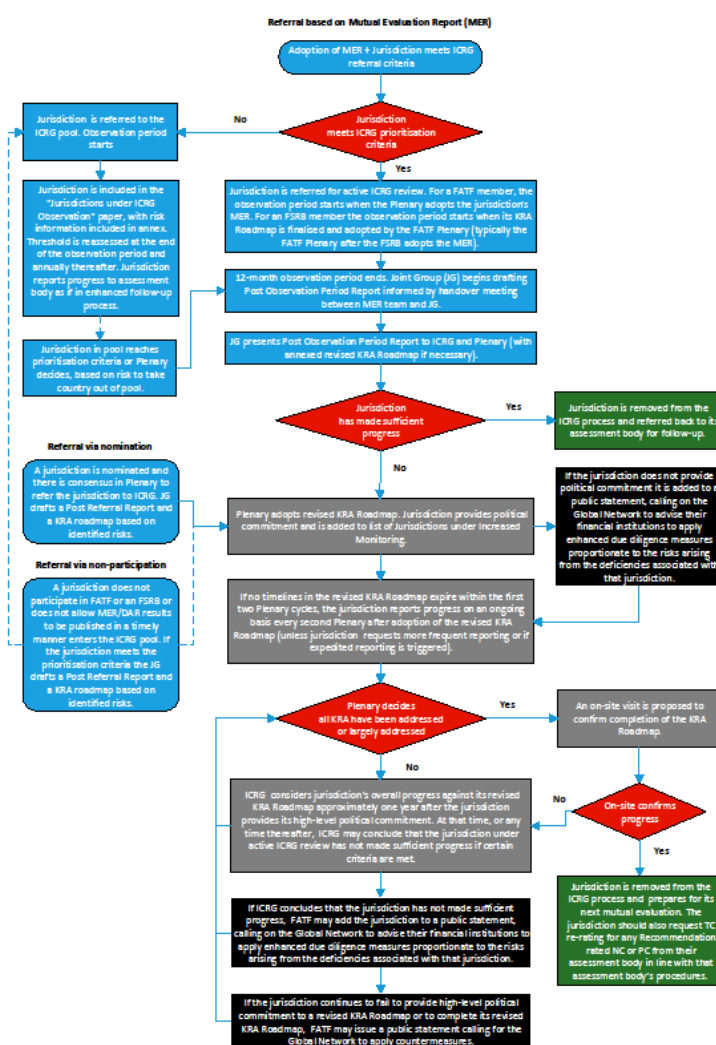 Referral based on Mutual Evaluation Report (MER)
Adoption of MER + Jurisdiction meets ICRG
referral criteria
Jurisdiction is referred to the
ICRG pool. Observation period
starts
No
Jurisdiction
meets ICRG prioritisation
criteria
Yes
Jurisdiction is included in the
"Jurisdictions under
ICRG Observation" paper, with risk
information included in annex.
Threshold is reassessed at the end
of the observation period and
annually thereafter. Jurisdiction
reports progress to assessment
body as if in enhanced follow-up
process.
Jurisdiction is referred for active ICRG review. For a FATF member, the
observation period starts when the Plenary adopts the jurisdiction's
MER. For an FSRB member the observation period starts when its KRA
Roadmap is finalised and adopted by the FATF Plenary (typically the
FATF Plenary after the FSRB adopts the MER).
12-month observation period ends. Joint Group (JG) begins drafting
Post Observation Period Report informed by handover meeting
between MER team and JG.
Jurisdiction in pool reaches
prioritisation criteria or Plenary
decides, based on risk to take
country out of pool.
JG presents Post Observation Period Report to ICRG and Plenary (with
annexed revised KRA Roadmap if necessary).
Jurisdiction
has made sufficient
progress
Yes
Jurisdiction is removed from the
ICRG process and referred back to its
assessment body for follow-up.
No
Referral via nomination
A jurisdiction is nominated and
there is consensus in Plenary to
refer the jurisdiction to ICRG. JG
drafts a Post Referral Report and
a KRA roadmap based on
identified risks.
Plenary adopts revised KRA Roadmap. Jurisdiction provides political
commitment and is added to list of Jurisdictions under Increased
Monitoring.
If the jurisdiction does not provide
political commitment it is added to a
public statement, calling on the
Global Network to advise their
financial institutions to apply
enhanced due diligence measures
proportionate to the risks arising
from the deficiencies associated with
that jurisdiction.
Referral via non-participation
A jurisdiction does not
participate in FATF or an FSRB or
does not allow MER/DAR results
to be published in a timely
manner enters the ICRG pool. If
the jurisdiction meets the
prioritisation criteria the JG
drafts a Post Referral Report and
a KRA roadmap based on
identified risks.
If no timelines in the revised KRA Roadmap expire within the first
two Plenary cycles, the jurisdiction reports progress on an ongoing
basis every second Plenary after adoption of the revised KRA
Roadmap (unless jurisdiction requests more frequent reporting or if
expedited reporting is triggered).
Plenary decides
all KRA have been addressed
or largely addressed
Yes
An on-site visit is proposed to
confirm completion of the KRA
Roadmap.
No
ICRG considers jurisdiction's overall progress against its revised
KRA Roadmap approximately one year after the jurisdiction
provides its high-level political commitment. At that time, or any
time thereafter, ICRG may conclude that the jurisdiction under
active ICRG review has not made sufficient progress if certain
criteria are met.
No
On-site confirms
progress
Yes
If ICRG concludes that the jurisdiction has not made sufficient
progress, FATF may add the jurisdiction to a public statement,
calling on the Global Network to advise their financial institutions to
apply enhanced due diligence measures proportionate to the risks
arising from the deficiencies associated with that jurisdiction.
Jurisdiction is removed from the
ICRG process and prepares for its
next mutual evaluation. The
jurisdiction should also request TC
re-rating for any Recommendation
rated NC or PC from their
assessment body in line with that
assessment body's procedures.
If the jurisdiction continues to fail to provide high-level political
commitment to a revised KRA Roadmap or to complete its revised
KRA Roadmap, FATF may issue a public statement calling for the
Global Network to apply countermeasures.